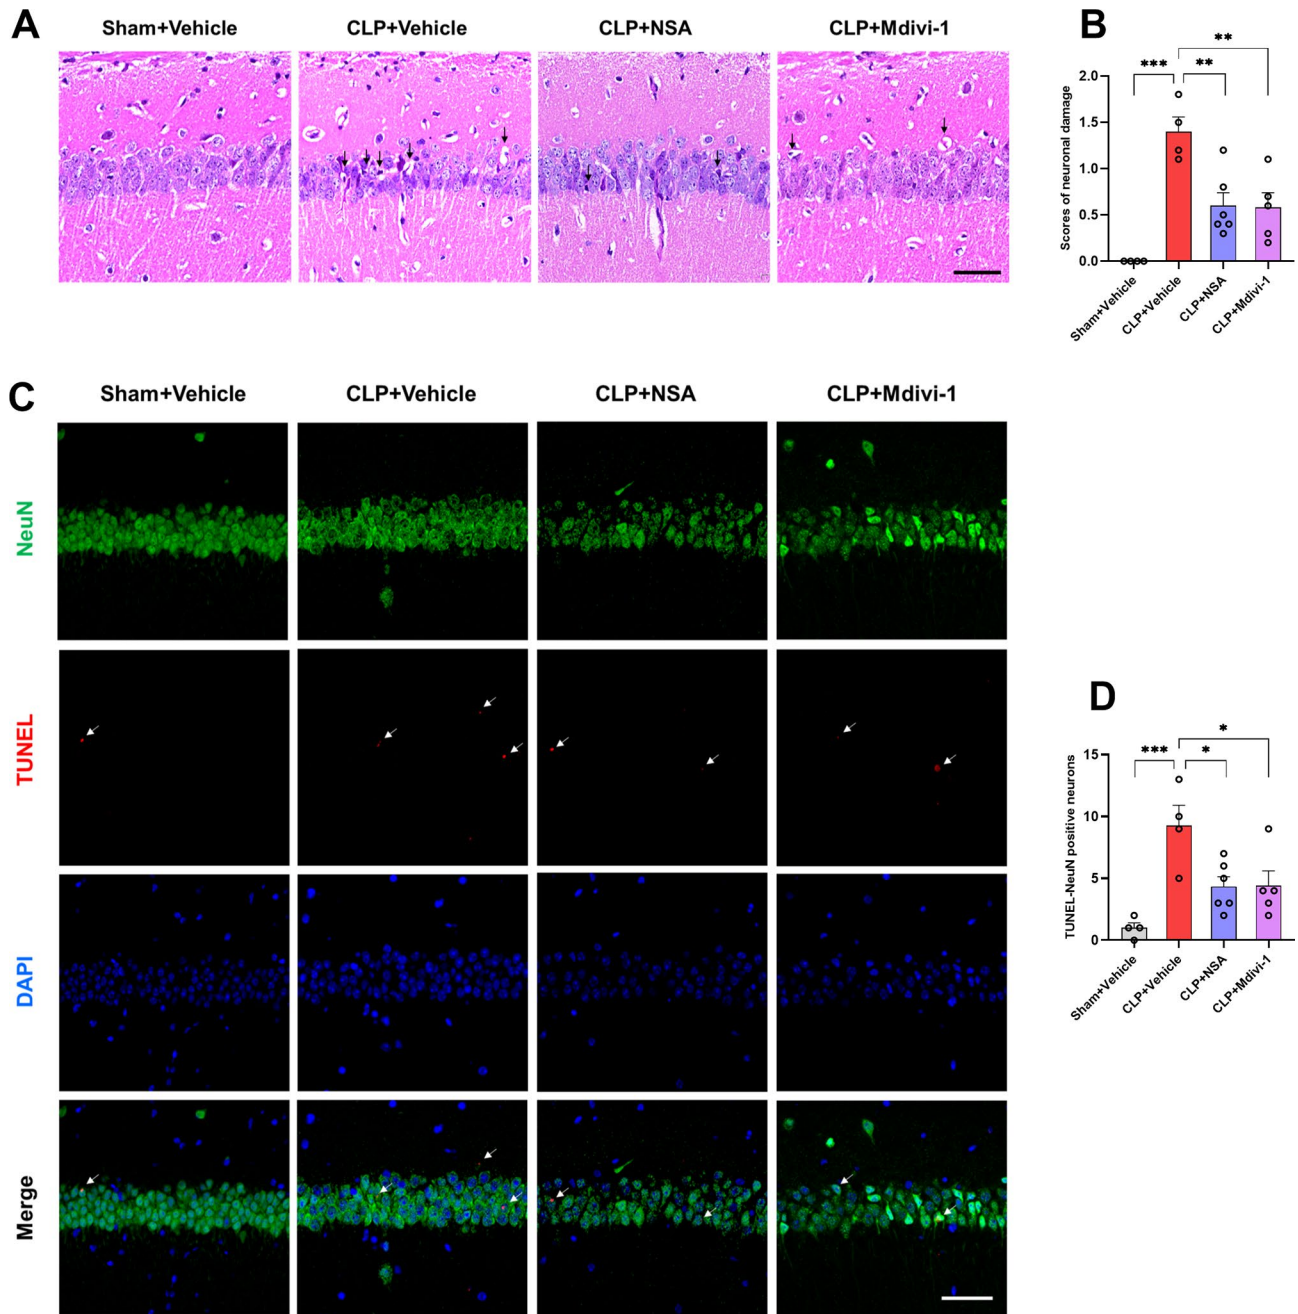 A
Sham+Vehicle
CLP+Vehicle
CLP+NSA
CLP+Mdivi-1
B
Scores of neuronal damage
2.0
1.5
1.0
0.5
0.0
***
**
**
Sham+Vehicle
CLP+Vehicle
CLP+NSA
CLP+Mdivi-1
C
Sham+Vehicle
CLP+Vehicle
CLP+NSA
CLP+Mdivi-1
NeuN
TUNEL
DAPI
Merge
D
TUNEL-NeuN positive neurons
15
10
5
0
***
*
*
Sham+Vehicle
CLP+Vehicle
CLP+NSA
CLP+Mdivi-1